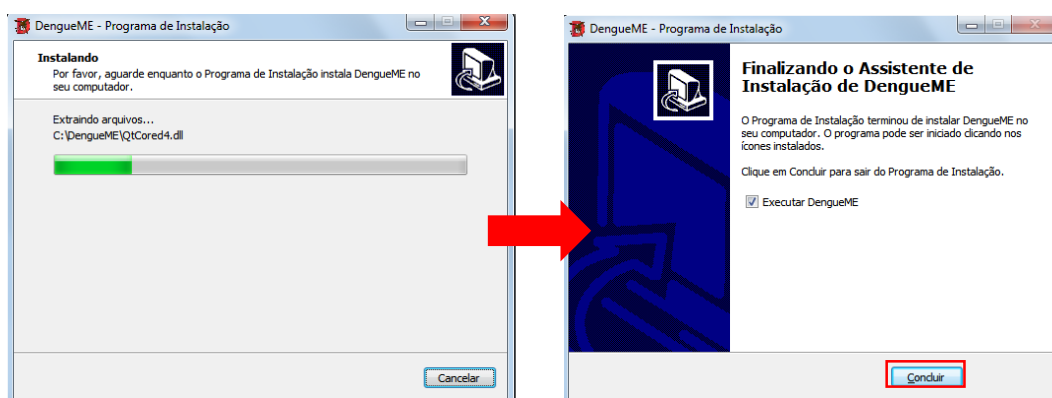 DengueME - Programa de Instalação
Instalando
Por favor, aguarde enquanto o Programa de Instalação instala DengueME no
seu computador.
Extraindo arquivos...
C:\DengueME\QtCored4.dll
Cancelar
DengueME - Programa de Instalação
Finalizando o Assistente de
Instalação de DengueME
O Programa de Instalação terminou de instalar DengueME no
seu computador. O programa pode ser iniciado clicando nos
ícones instalados.
Clique em Concluir para sair do Programa de Instalação.
Executar DengueME
Concluir